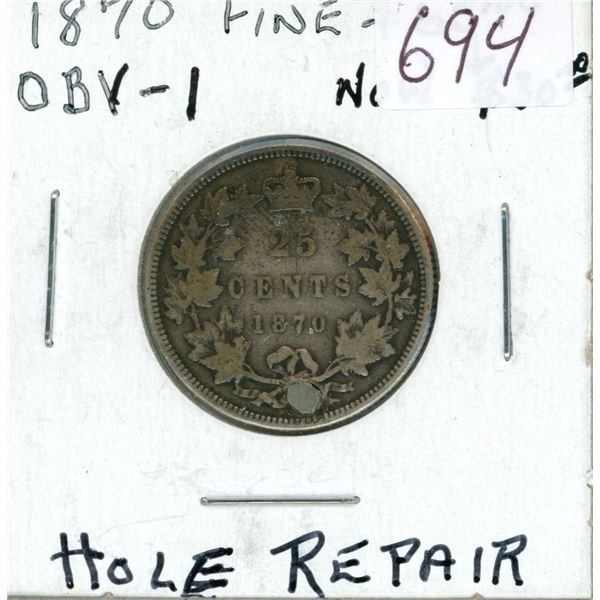 1870 FINE-
694
OBV-1
25
CENTS
1870
HOLE REPAIR